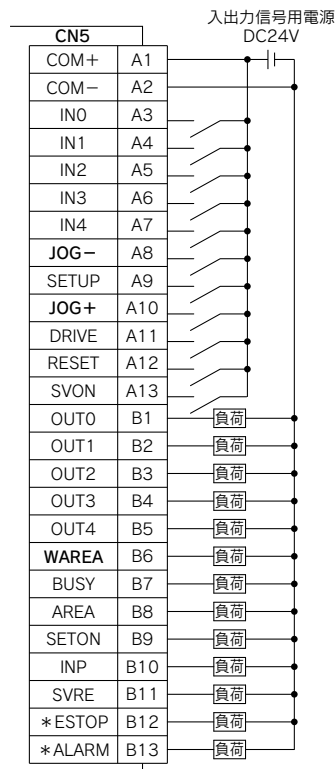 入出力信号用電源
CN5 DC24V
COM+ A1
COM− A2
IN0 A3
IN1 A4
IN2 A5
IN3 A6
IN4 A7
JOG− A8
SETUP A9
JOG+ A10
DRIVE A11
RESET A12
SVON A13
OUT0 B1 負荷
OUT1 B2 負荷
OUT2 B3 負荷
OUT3 B4 負荷
OUT4 B5 負荷
WAREA B6 負荷
BUSY B7 負荷
AREA B8 負荷
SETON B9 負荷
INP B10 負荷
SVRE B11 負荷
*ESTOP B12 負荷
*ALARM B13 負荷